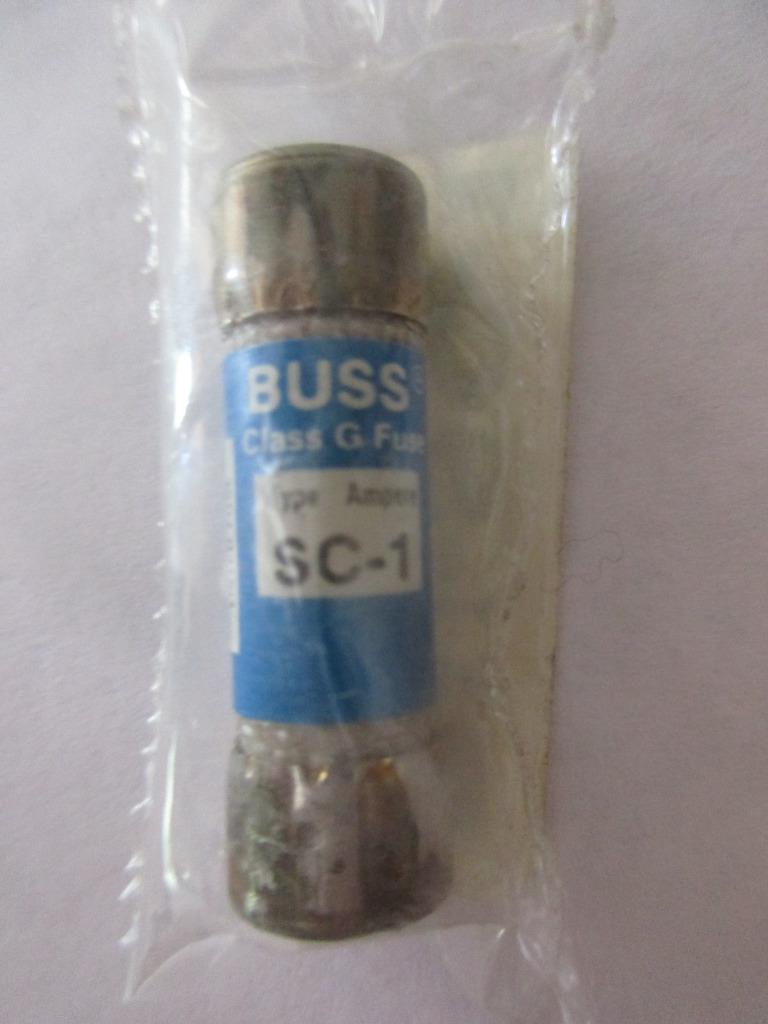 BUSS®
Class G Fuse
Type Ampere
SC-1